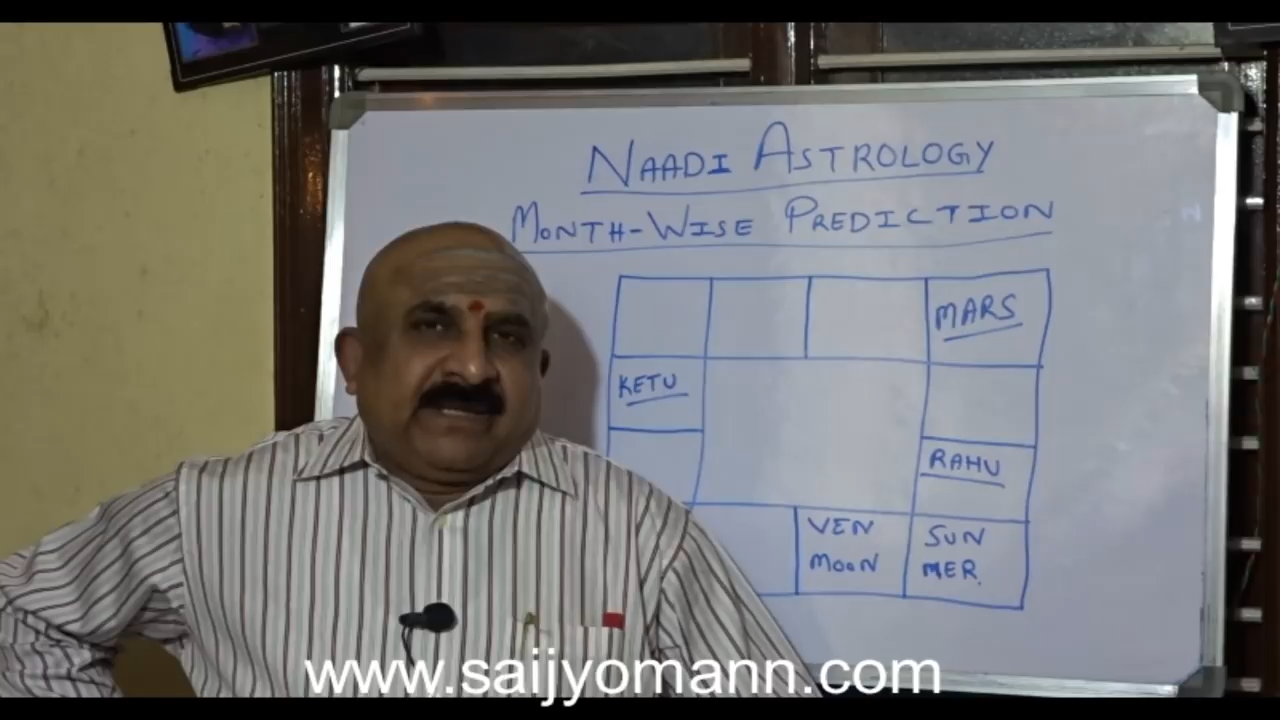 NAADI ASTROLOGY
MONTH-WISE PREDICTION
MARS
KETU
RAHU
VEN
MOON
SUN
MER.
www.saijyomann.com